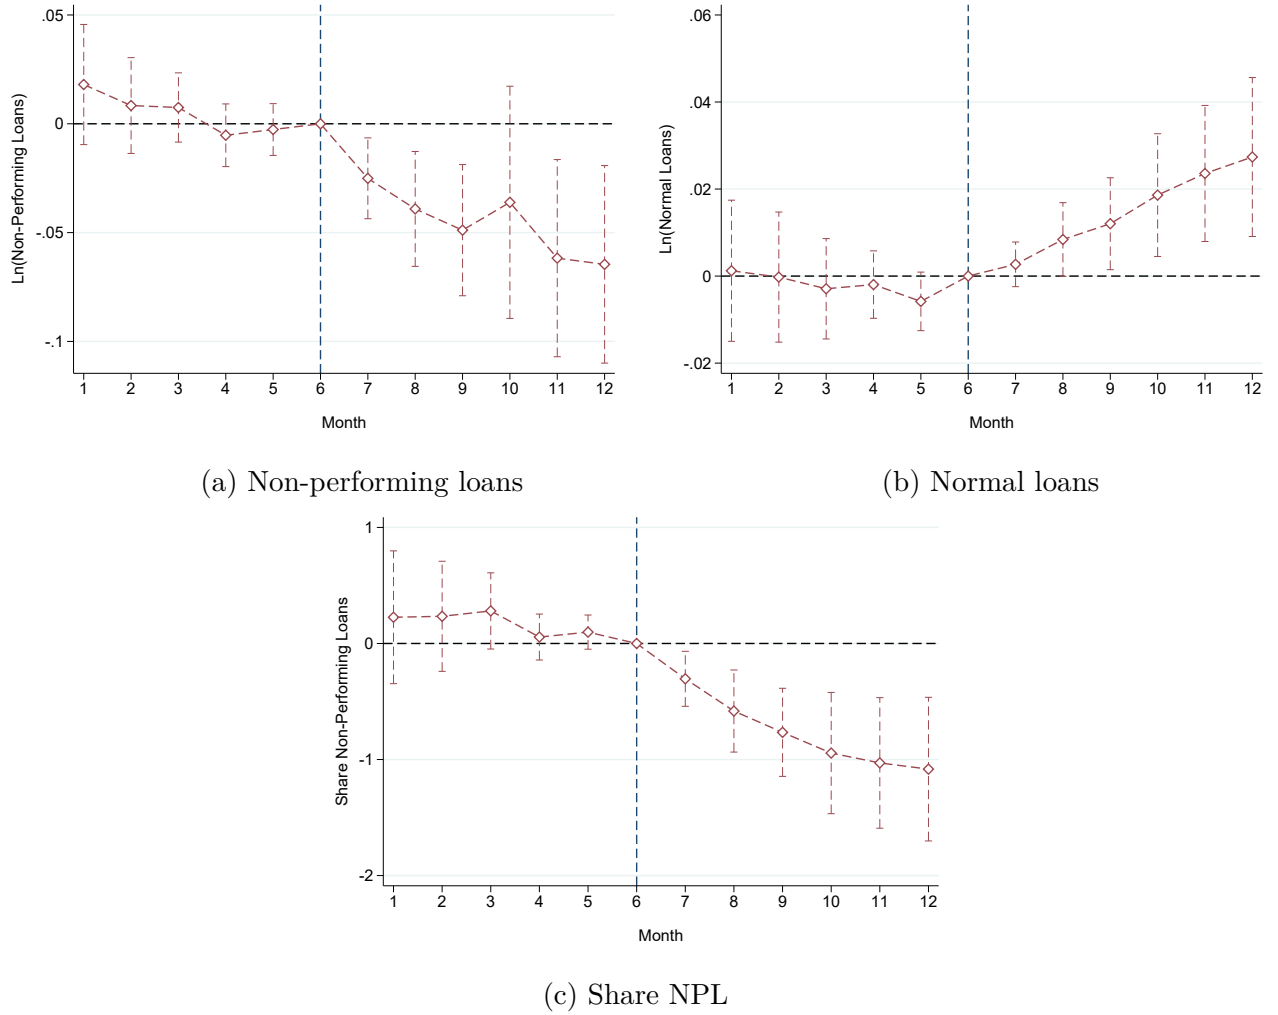 Ln(Non-Performing Loans)
.05
0
-.05
-.1
1 2 3 4 5 6 7 8 9 10 11 12
Month
(a) Non-performing loans
Ln(Normal Loans)
.06
.04
.02
0
-.02
1 2 3 4 5 6 7 8 9 10 11 12
Month
(b) Normal loans
Share Non-Performing Loans
1
0
-1
-2
1 2 3 4 5 6 7 8 9 10 11 12
Month
(c) Share NPL